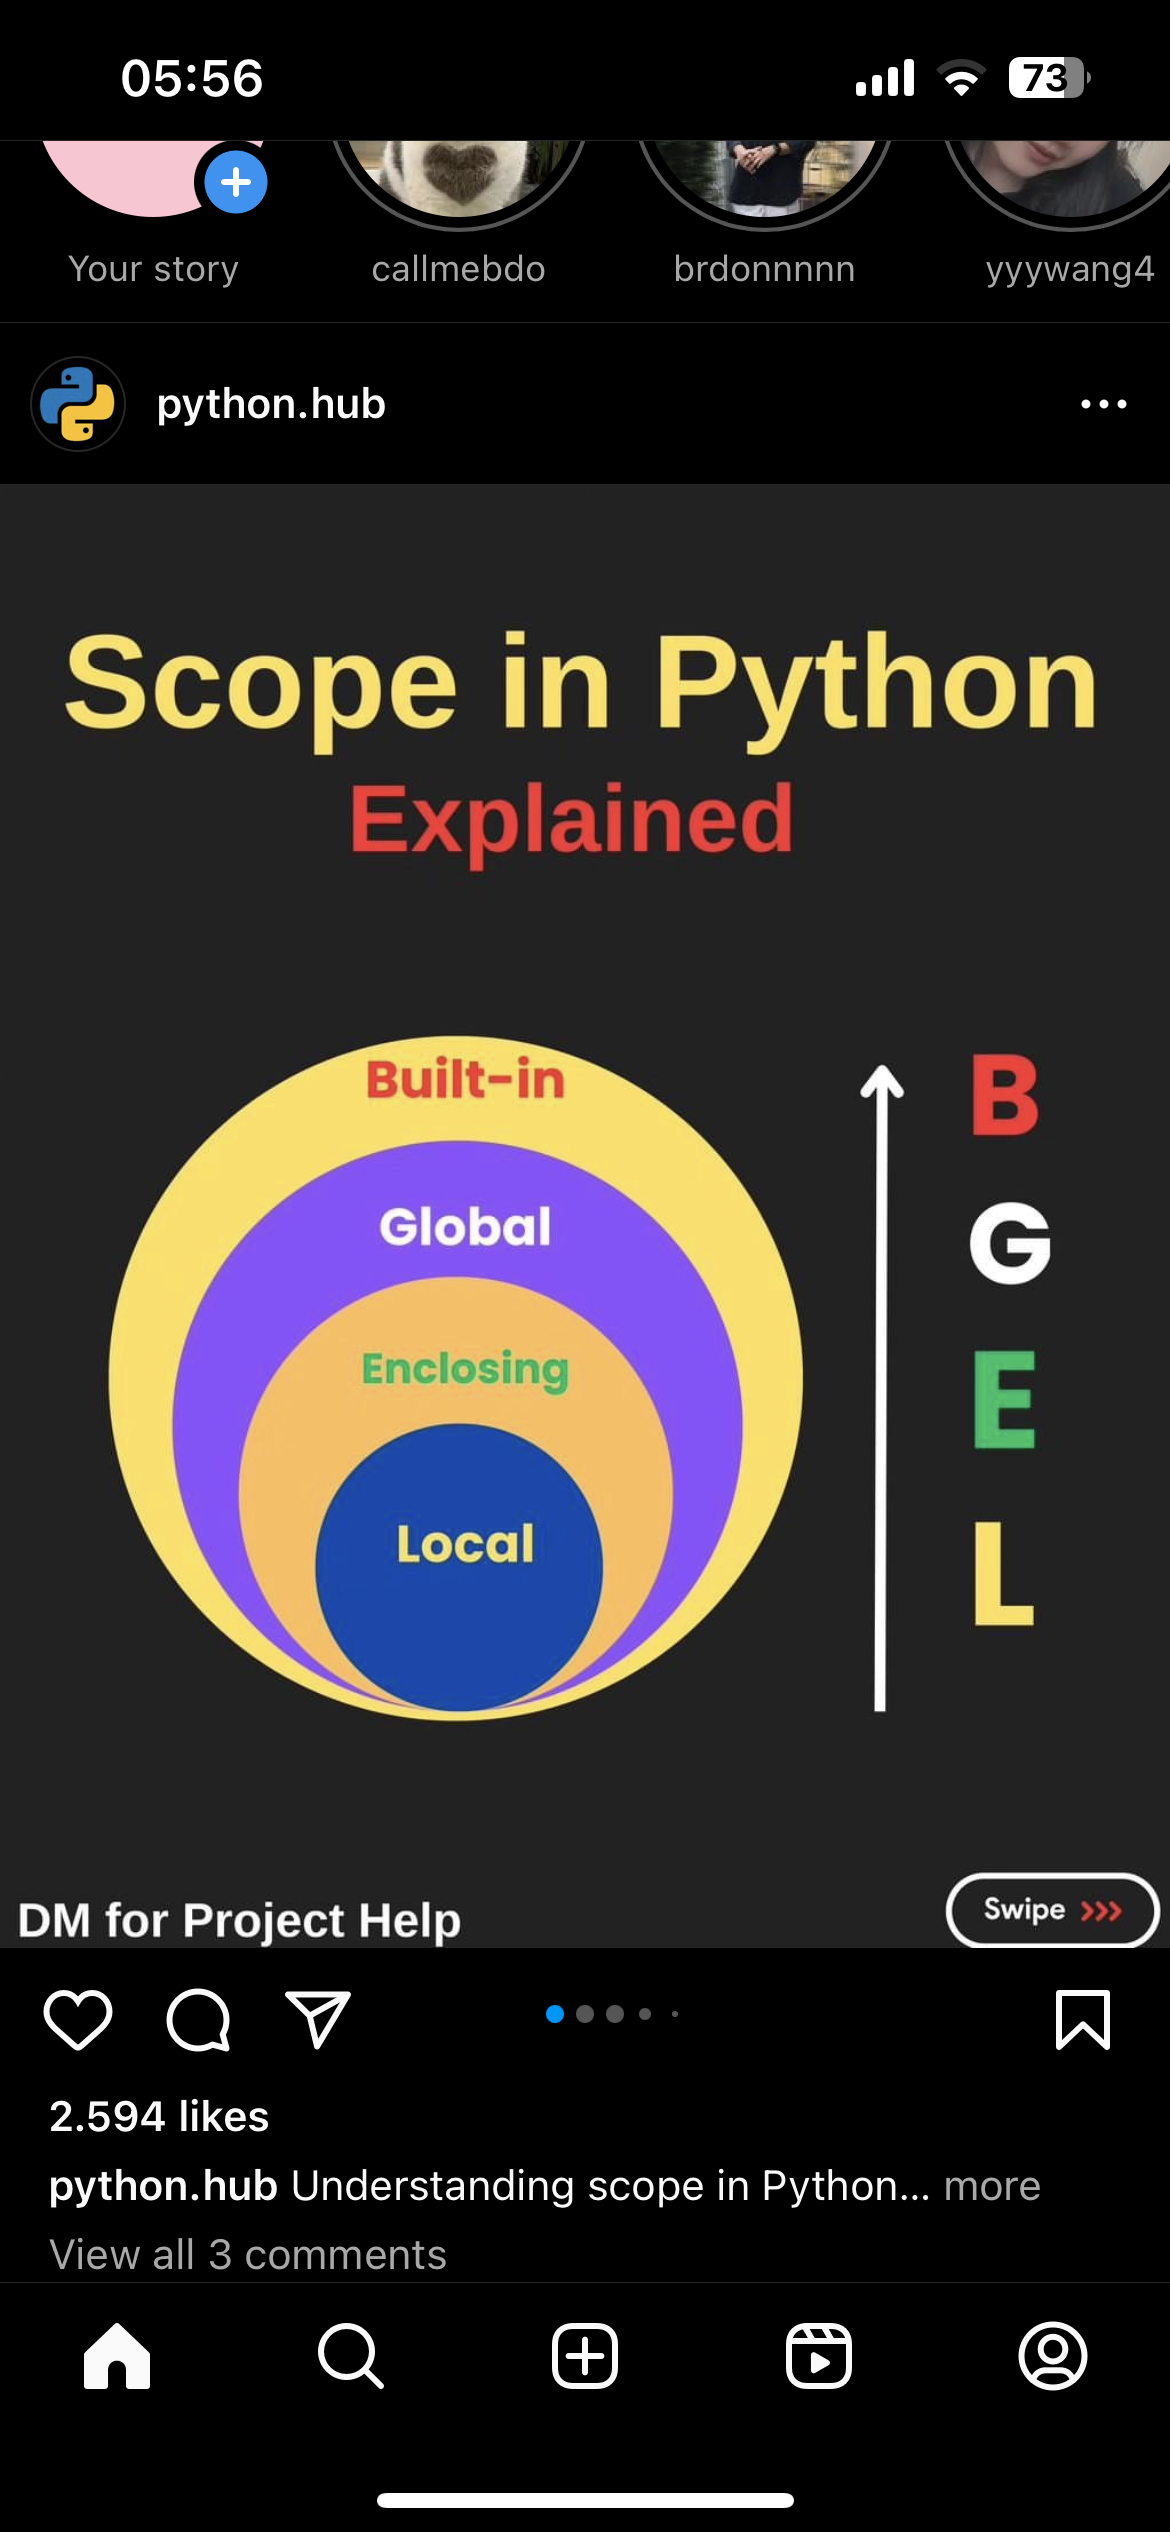 05:56
73
Your story
callmebdo
brdonnnnn
yyywang4
python.hub
Scope in Python
Explained
Built-in
Global
Enclosing
Local
B
G
E
L
DM for Project Help
Swipe >>>
2.594 likes
python.hub Understanding scope in Python... more
View all 3 comments